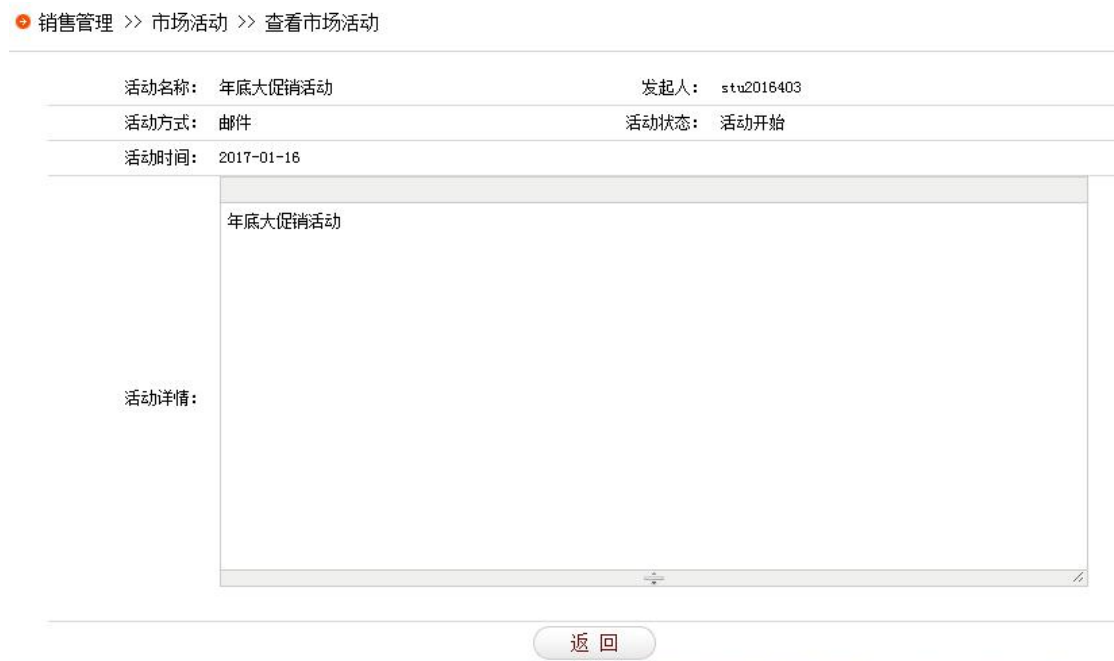 销售管理 >> 市场活动 >> 查看市场活动
活动名称： 年底大促销活动 发起人： stu2016403
活动方式： 邮件 活动状态： 活动开始
活动时间： 2017-01-16
年底大促销活动
活动详情：
返 回